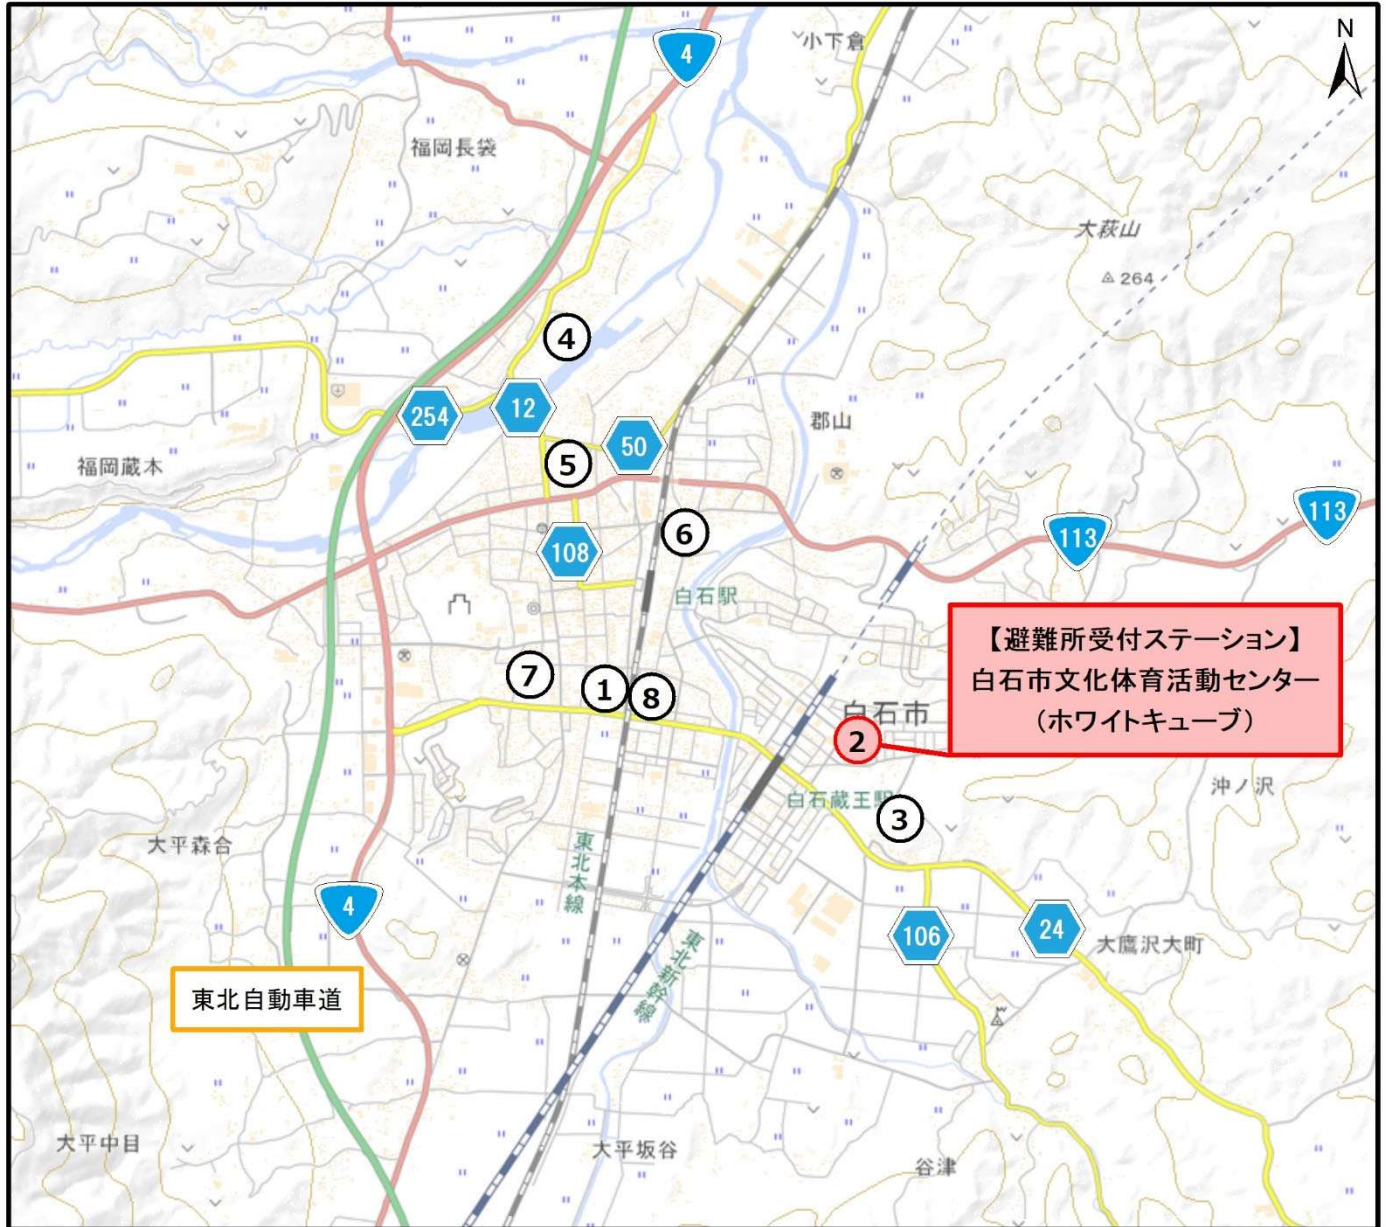 N
小下倉
4
福岡長袋
大萩山
264
4
254
12
50
郡山
福岡蔵本
5
113
113
6
108
白石駅
【避難所受付ステーション】
白石市文化体育活動センター
（ホワイトキューブ）
7
1
8
白石市
2
沖ノ沢
白石蔵王駅
3
大平森合
東北本線
4
106
24
大鷹沢大町
東北新幹線
東北自動車道
大平中目
大平坂谷
谷津